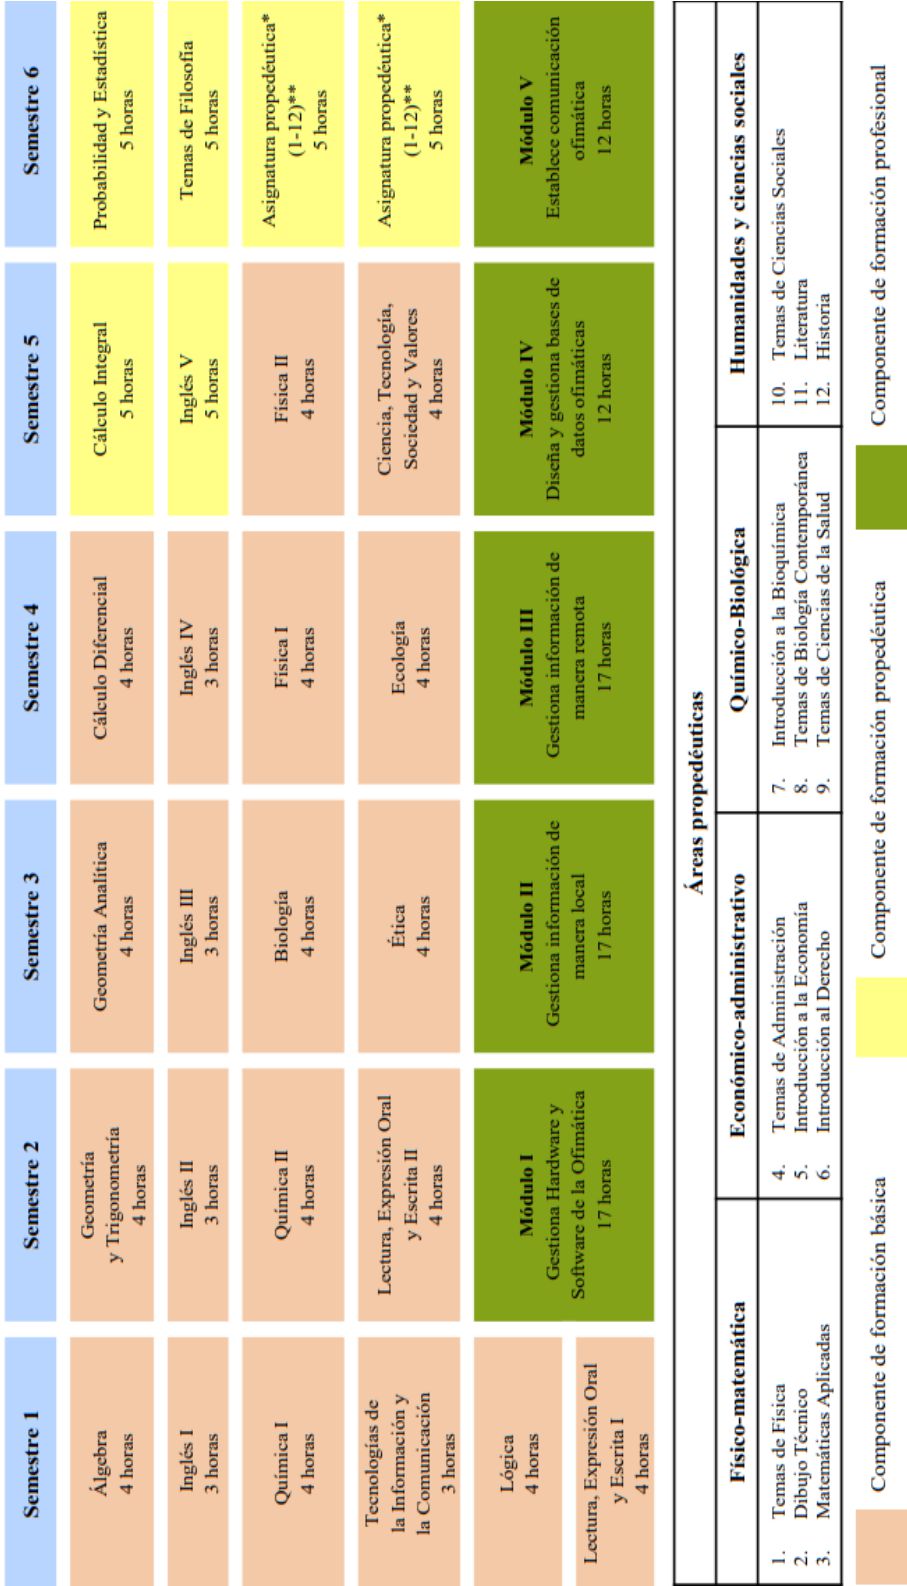 Semestre 1
Semestre 2
Semestre 3
Semestre 4
Semestre 5
Semestre 6
Álgebra
4 horas
Geometría
y Trigonometría
4 horas
Geometría Analítica
4 horas
Cálculo Diferencial
4 horas
Cálculo Integral
5 horas
Probabilidad y Estadística
5 horas
Inglés I
3 horas
Inglés II
3 horas
Inglés III
3 horas
Inglés IV
3 horas
Inglés V
5 horas
Temas de Filosofía
5 horas
Química I
4 horas
Química II
4 horas
Biología
4 horas
Física I
4 horas
Física II
4 horas
Asignatura propedéutica*
(1-12)**
5 horas
Tecnologías de
la Información y
la Comunicación
3 horas
Lectura, Expresión Oral
y Escrita II
4 horas
Ética
4 horas
Ecología
4 horas
Ciencia, Tecnología,
Sociedad y Valores
4 horas
Asignatura propedéutica*
(1-12)**
5 horas
Lógica
4 horas
Lectura, Expresión Oral
y Escrita I
4 horas
Módulo I
Gestiona Hardware y
Software de la Ofimática
17 horas
Módulo II
Gestiona información de
manera local
17 horas
Módulo III
Gestiona información de
manera remota
17 horas
Módulo IV
Diseña y gestiona bases de
datos ofimáticas
12 horas
Módulo V
Establece comunicación
ofimática
12 horas
Áreas propedéuticas
Físico-matemática
Económico-administrativo
Químico-Biológica
Humanidades y ciencias sociales
1. Temas de Física
2. Dibujo Técnico
3. Matemáticas Aplicadas
4. Temas de Administración
5. Introducción a la Economía
6. Introducción al Derecho
7. Introducción a la Bioquímica
8. Temas de Biología Contemporánea
9. Temas de Ciencias de la Salud
10. Temas de Ciencias Sociales
11. Literatura
12. Historia
Componente de formación básica
Componente de formación propedéutica
Componente de formación profesional